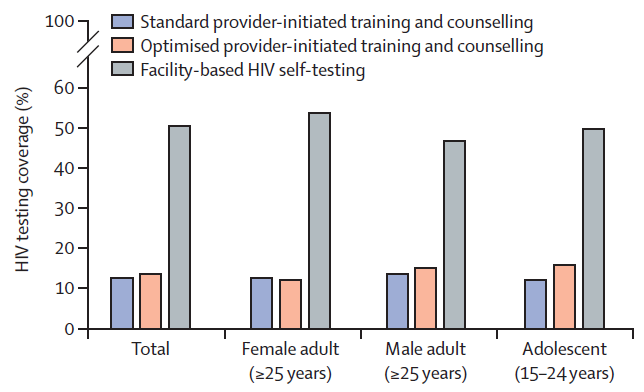 Standard provider-initiated training and counselling
Optimised provider-initiated training and counselling
Facility-based HIV self-testing
HIV testing coverage (%)
100
60
50
40
30
20
10
0
Total
Female adult
(≥25 years)
Male adult
(≥25 years)
Adolescent
(15–24 years)